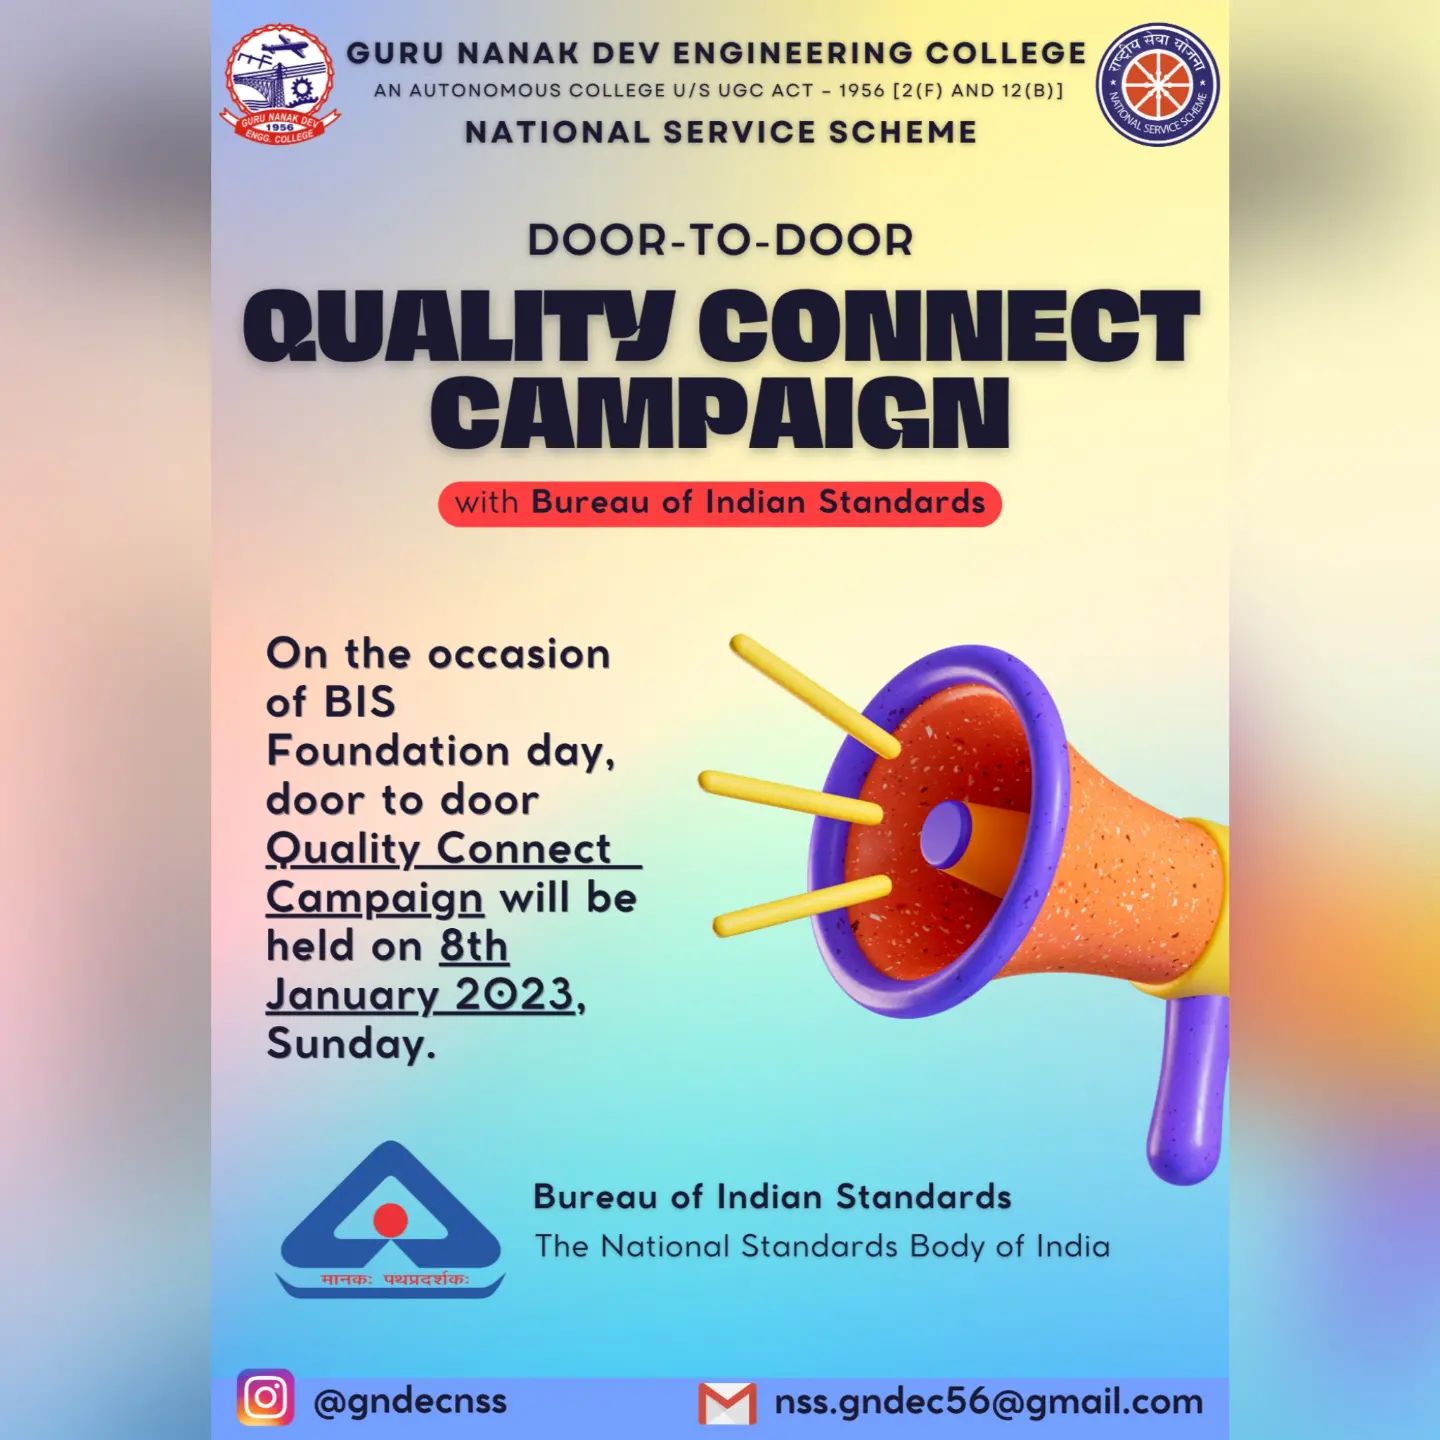 GURU NANAK DEV ENGINEERING COLLEGE
AN AUTONOMOUS COLLEGE U/S UGC ACT – 1956 [2(F) AND 12(B)]
NATIONAL SERVICE SCHEME
GURU NANAK DEV
1956
ENGG. COLLEGE
राष्ट्रीय सेवा योजना
NATIONAL SERVICE SCHEME
DOOR-TO-DOOR
QUALITY CONNECT
CAMPAIGN
with Bureau of Indian Standards
On the occasion
of BIS
Foundation day,
door to door
Quality Connect
Campaign will be
held on 8th
January 2023,
Sunday.
मानकः पथप्रदर्शकः
Bureau of Indian Standards
The National Standards Body of India
@gndecnss
nss.gndec56@gmail.com